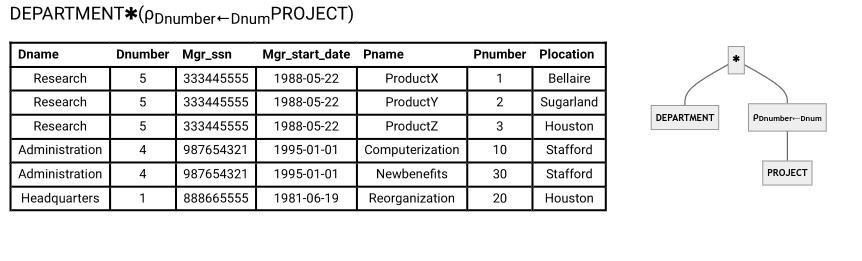 DEPARTMENT✱(ρDnumber←DnumPROJECT)
Dname Dnumber Mgr_ssn Mgr_start_date Pname Pnumber Plocation
Research 5 333445555 1988-05-22 ProductX 1 Bellaire
Research 5 333445555 1988-05-22 ProductY 2 Sugarland
Research 5 333445555 1988-05-22 ProductZ 3 Houston
Administration 4 987654321 1995-01-01 Computerization 10 Stafford
Administration 4 987654321 1995-01-01 Newbenefits 30 Stafford
Headquarters 1 888665555 1981-06-19 Reorganization 20 Houston
✱
DEPARTMENT
ρDnumber←Dnum
PROJECT